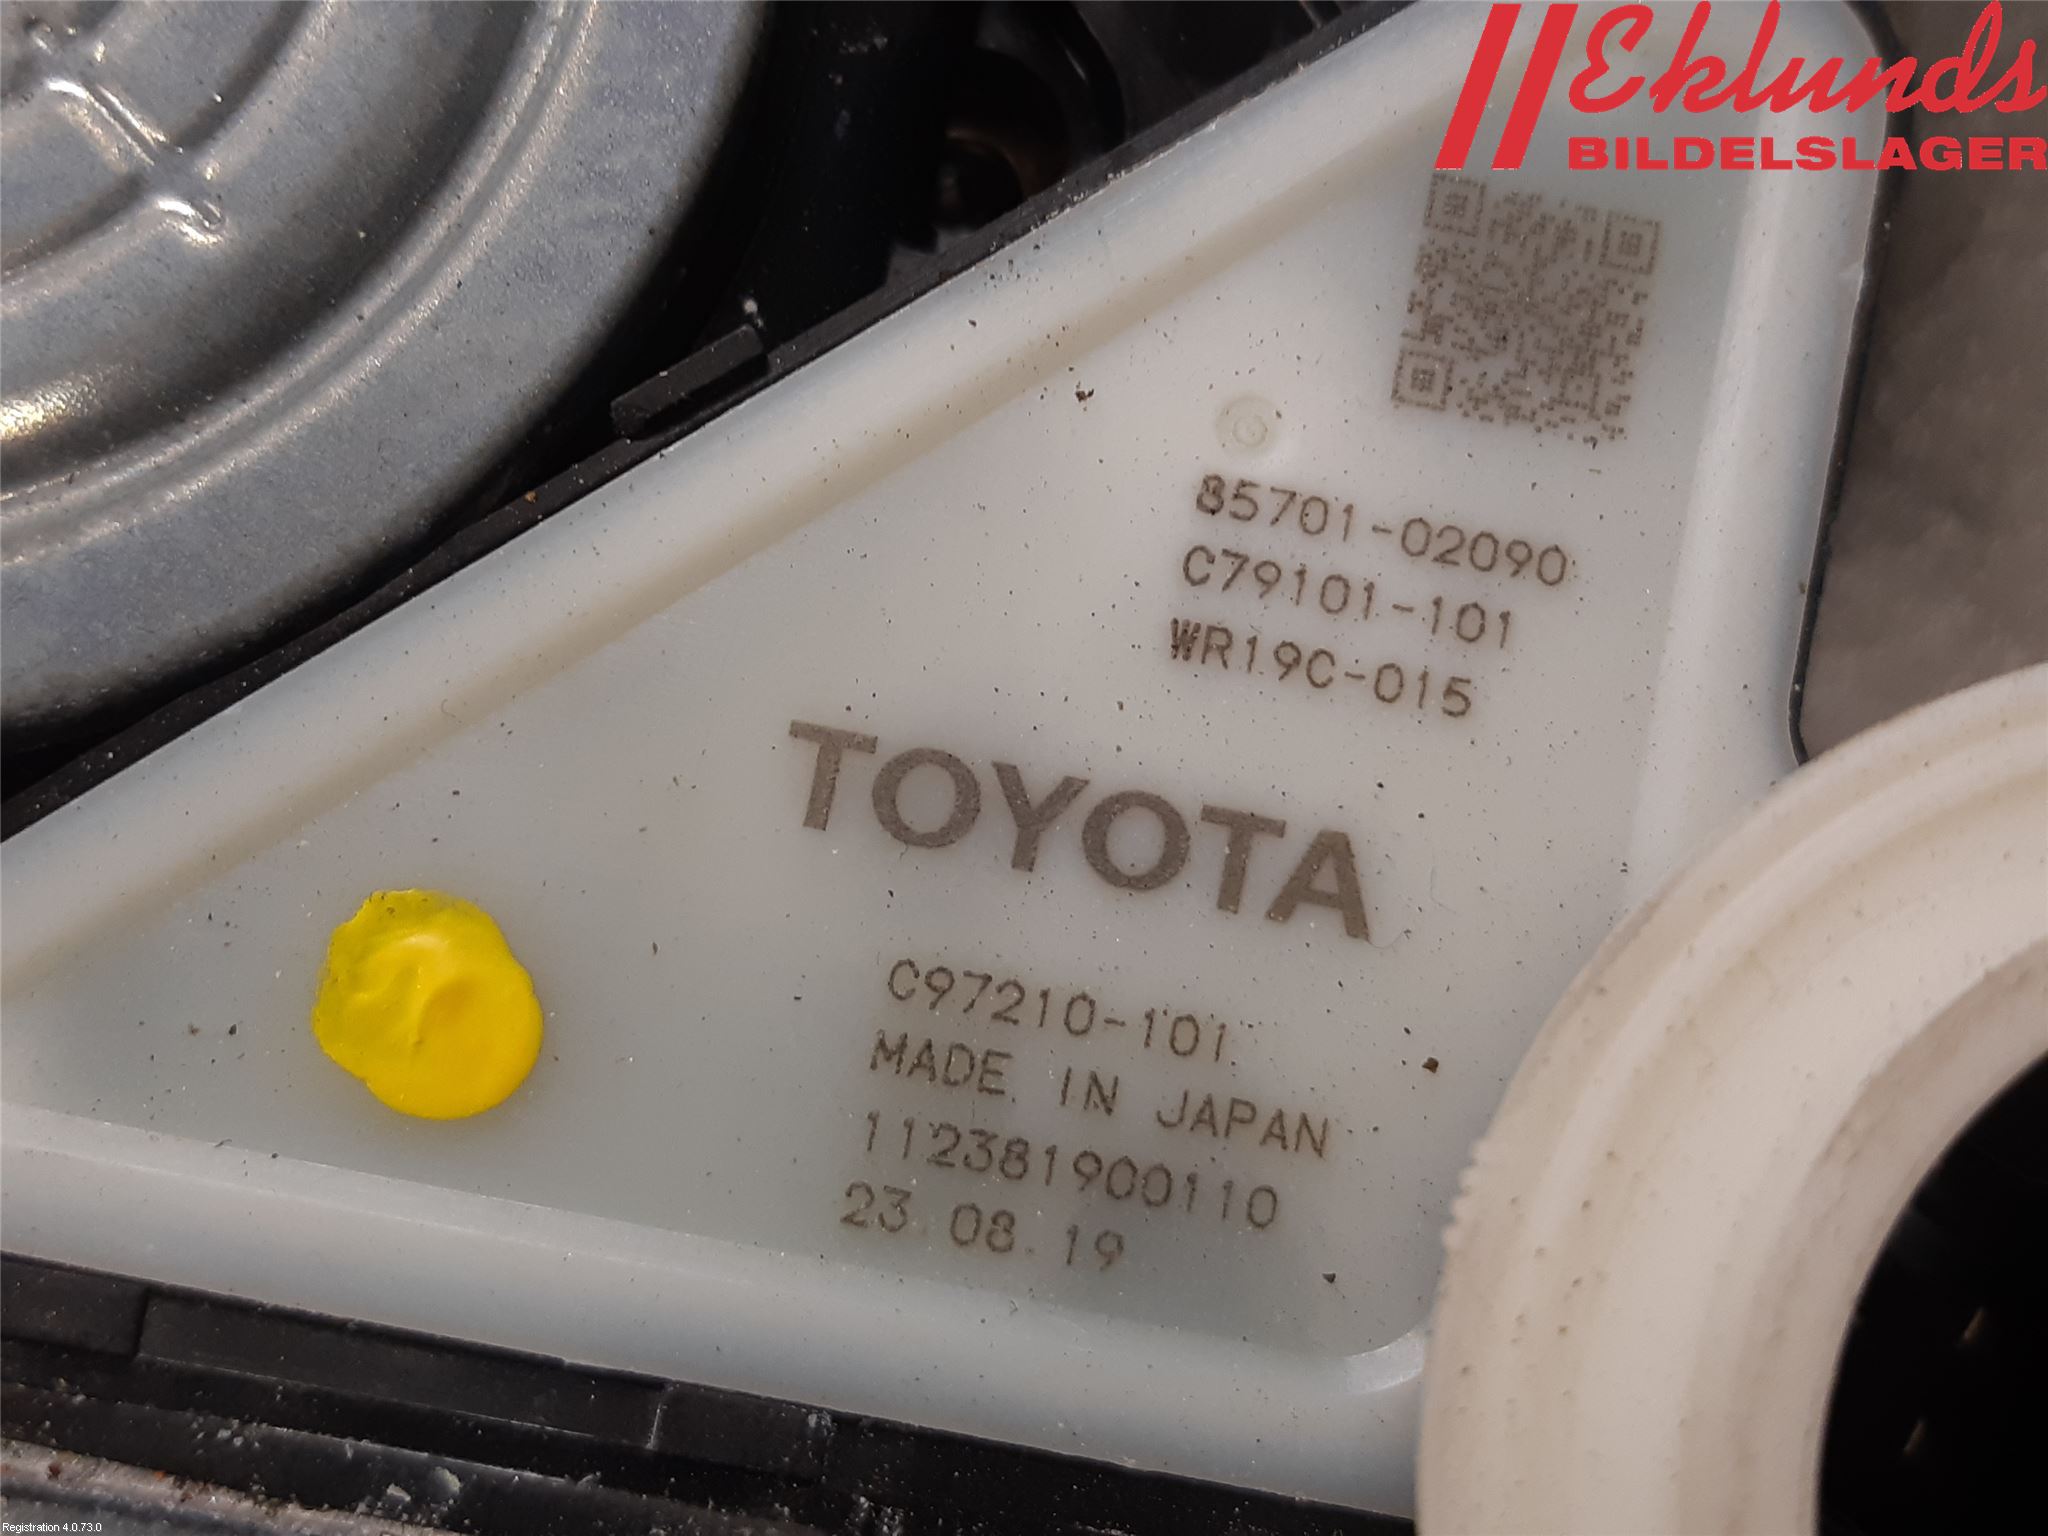 Eklunds
BILDELSLAGER
85701-02090
C79101-101
WR19C-015
TOYOTA
C97210-101
MADE IN JAPAN
112381900110
23.08.19
Registration 4.0.73.0